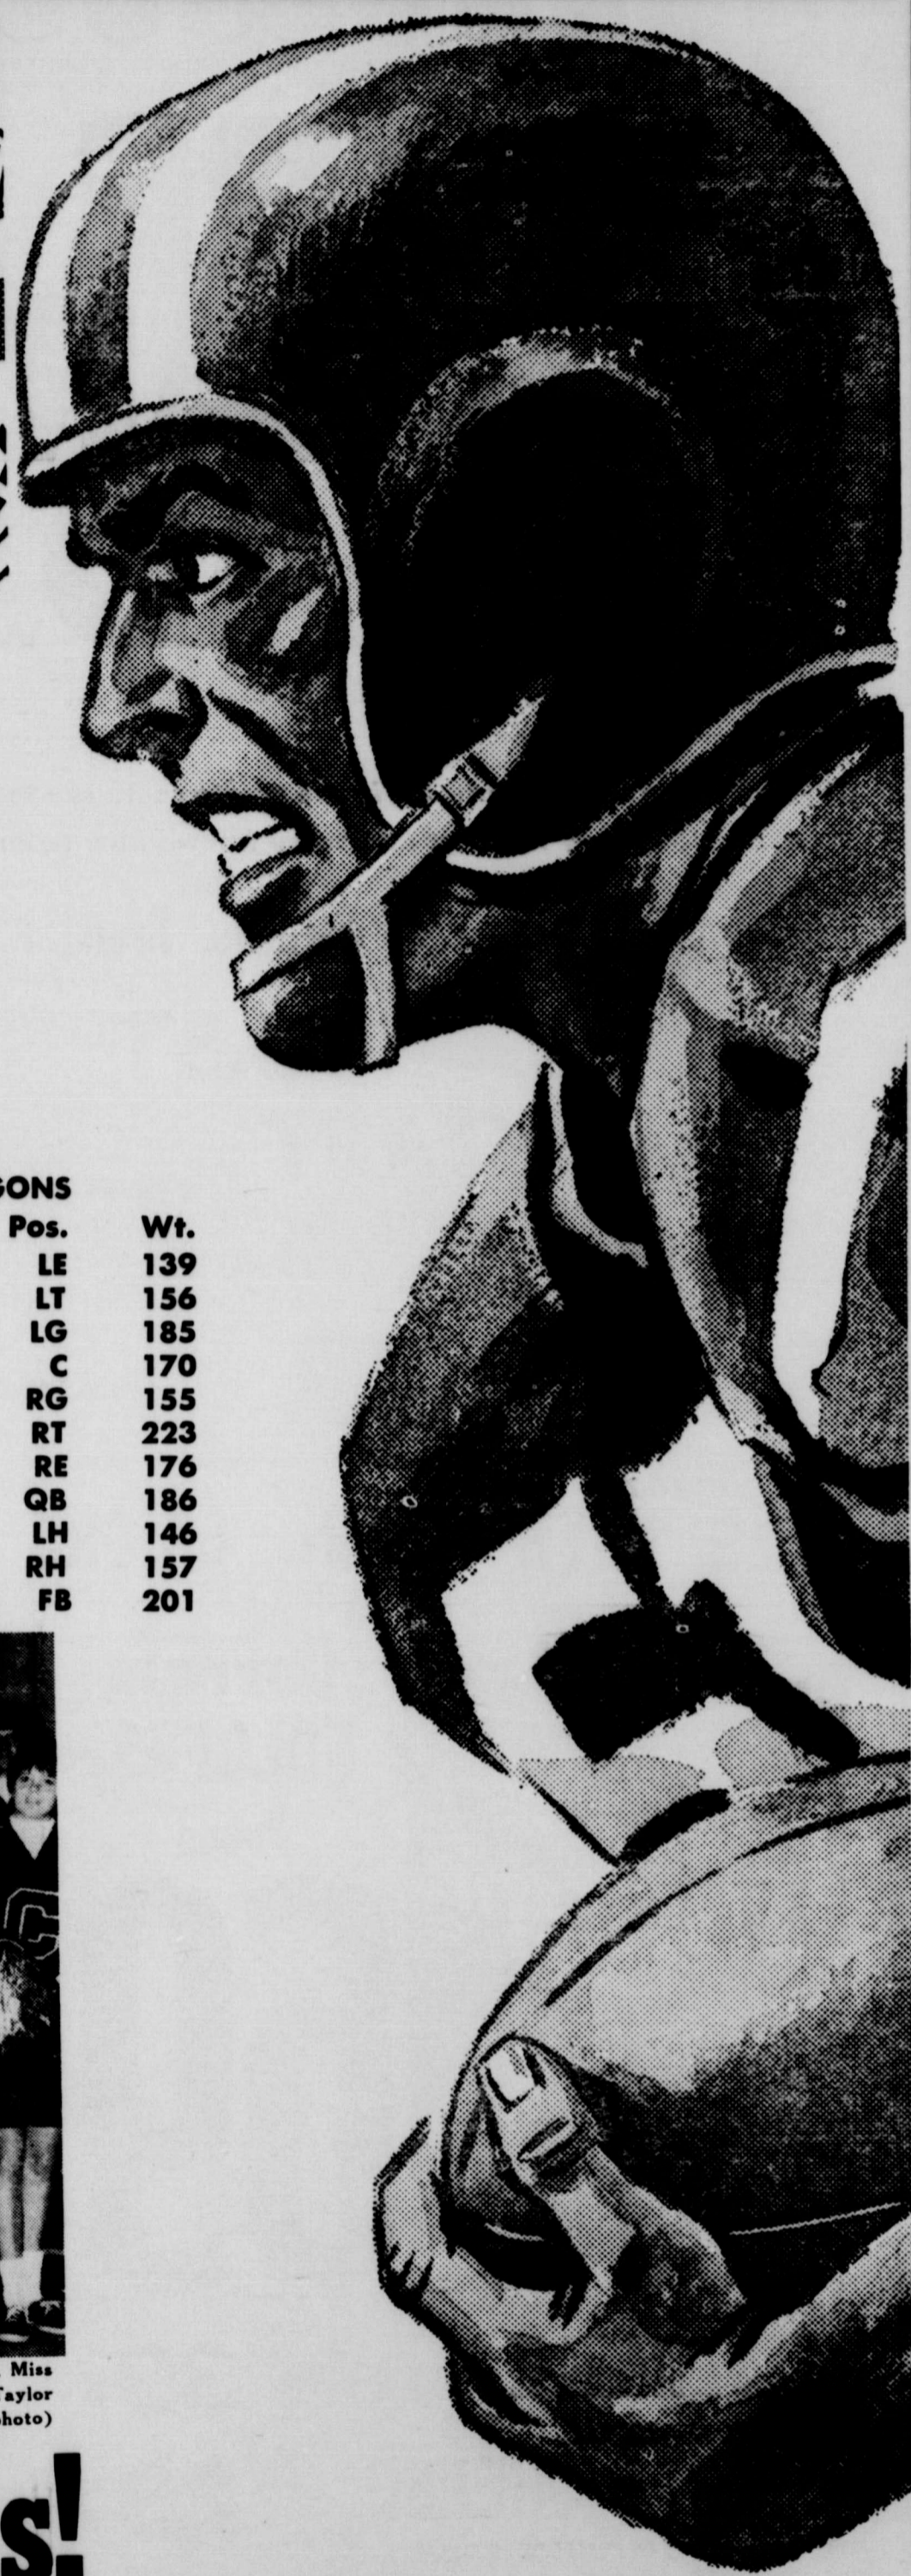 GONS
Pos. Wt.
LE 139
LT 156
LG 185
C 170
RG 155
RT 223
RE 176
QB 186
LH 146
RH 157
FB 201
C
Miss
Taylor
hoto)
s!